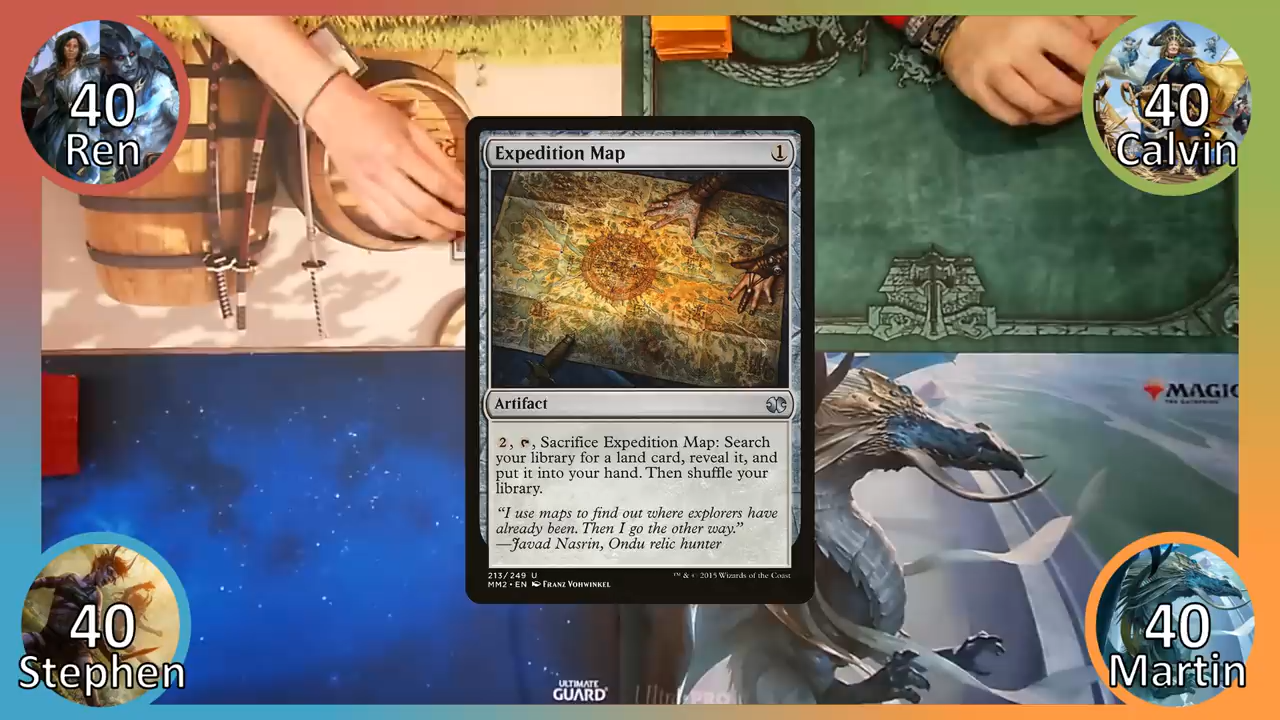 40
Ren
40
Calvin
Expedition Map 1
Artifact
2, T, Sacrifice Expedition Map: Search
your library for a land card, reveal it, and
put it into your hand. Then shuffle your
library.
"I use maps to find out where explorers have
already been. Then I go the other way."
—Javad Nasrin, Ondu relic hunter
213/249 U
MM2 • EN Franz Vohwinkel
™ & © 2015 Wizards of the Coast
MAGIC
40
Stephen
ULTIMATE
GUARD
40
Martin